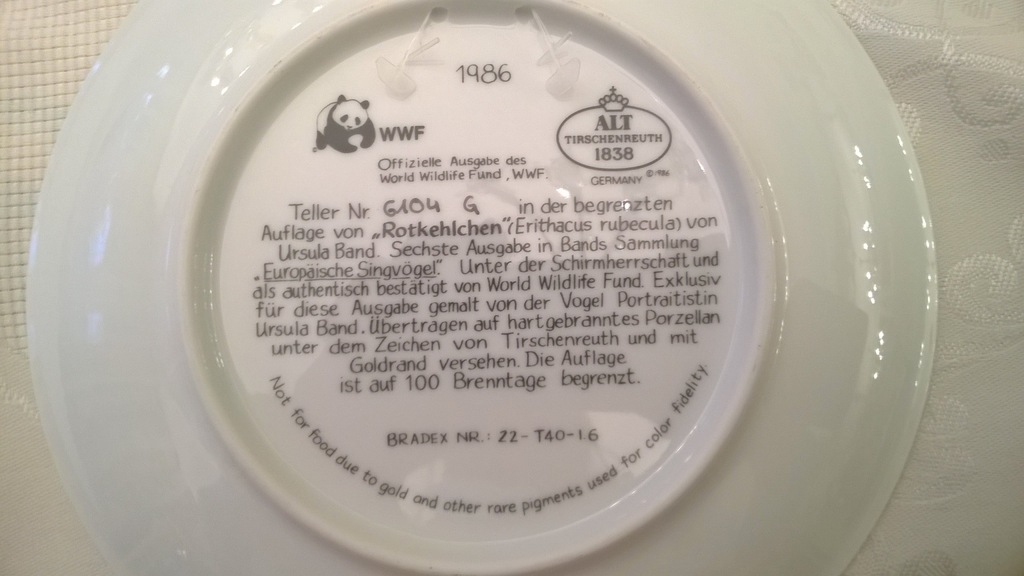 1986
WWF
ALT
TIRSCHENREUTH
1838
GERMANY © 1986
Offizielle Ausgabe des
World Wildlife Fund, WWF.
Teller Nr. 6104 G in der begrenzten
Auflage von „Rotkehlchen" (Erithacus rubecula) von
Ursula Band. Sechste Ausgabe in Bands Sammlung
„Europäische Singvögel". Unter der Schirmherrschaft und
als authentisch bestätigt von World Wildlife Fund. Exklusiv
für diese Ausgabe gemalt von der Vogel Portraitistin
Ursula Band. Übertragen auf hartgebranntes Porzellan
unter dem Zeichen von Tirschenreuth und mit
Goldrand versehen. Die Auflage
ist auf 100 Brenntage begrenzt.
BRADEX NR.: 22-T40-1.6
Not for food due to gold and other rare pigments used for color fidelity.